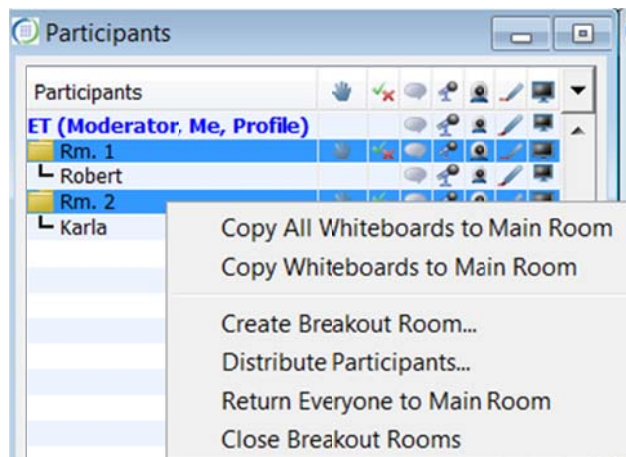 Participants
Participants
ET (Moderator, Me, Profile)
Rm. 1
Robert
Rm. 2
Karla
Copy All Whiteboards to Main Room
Copy Whiteboards to Main Room
Create Breakout Room...
Distribute Participants...
Return Everyone to Main Room
Close Breakout Rooms